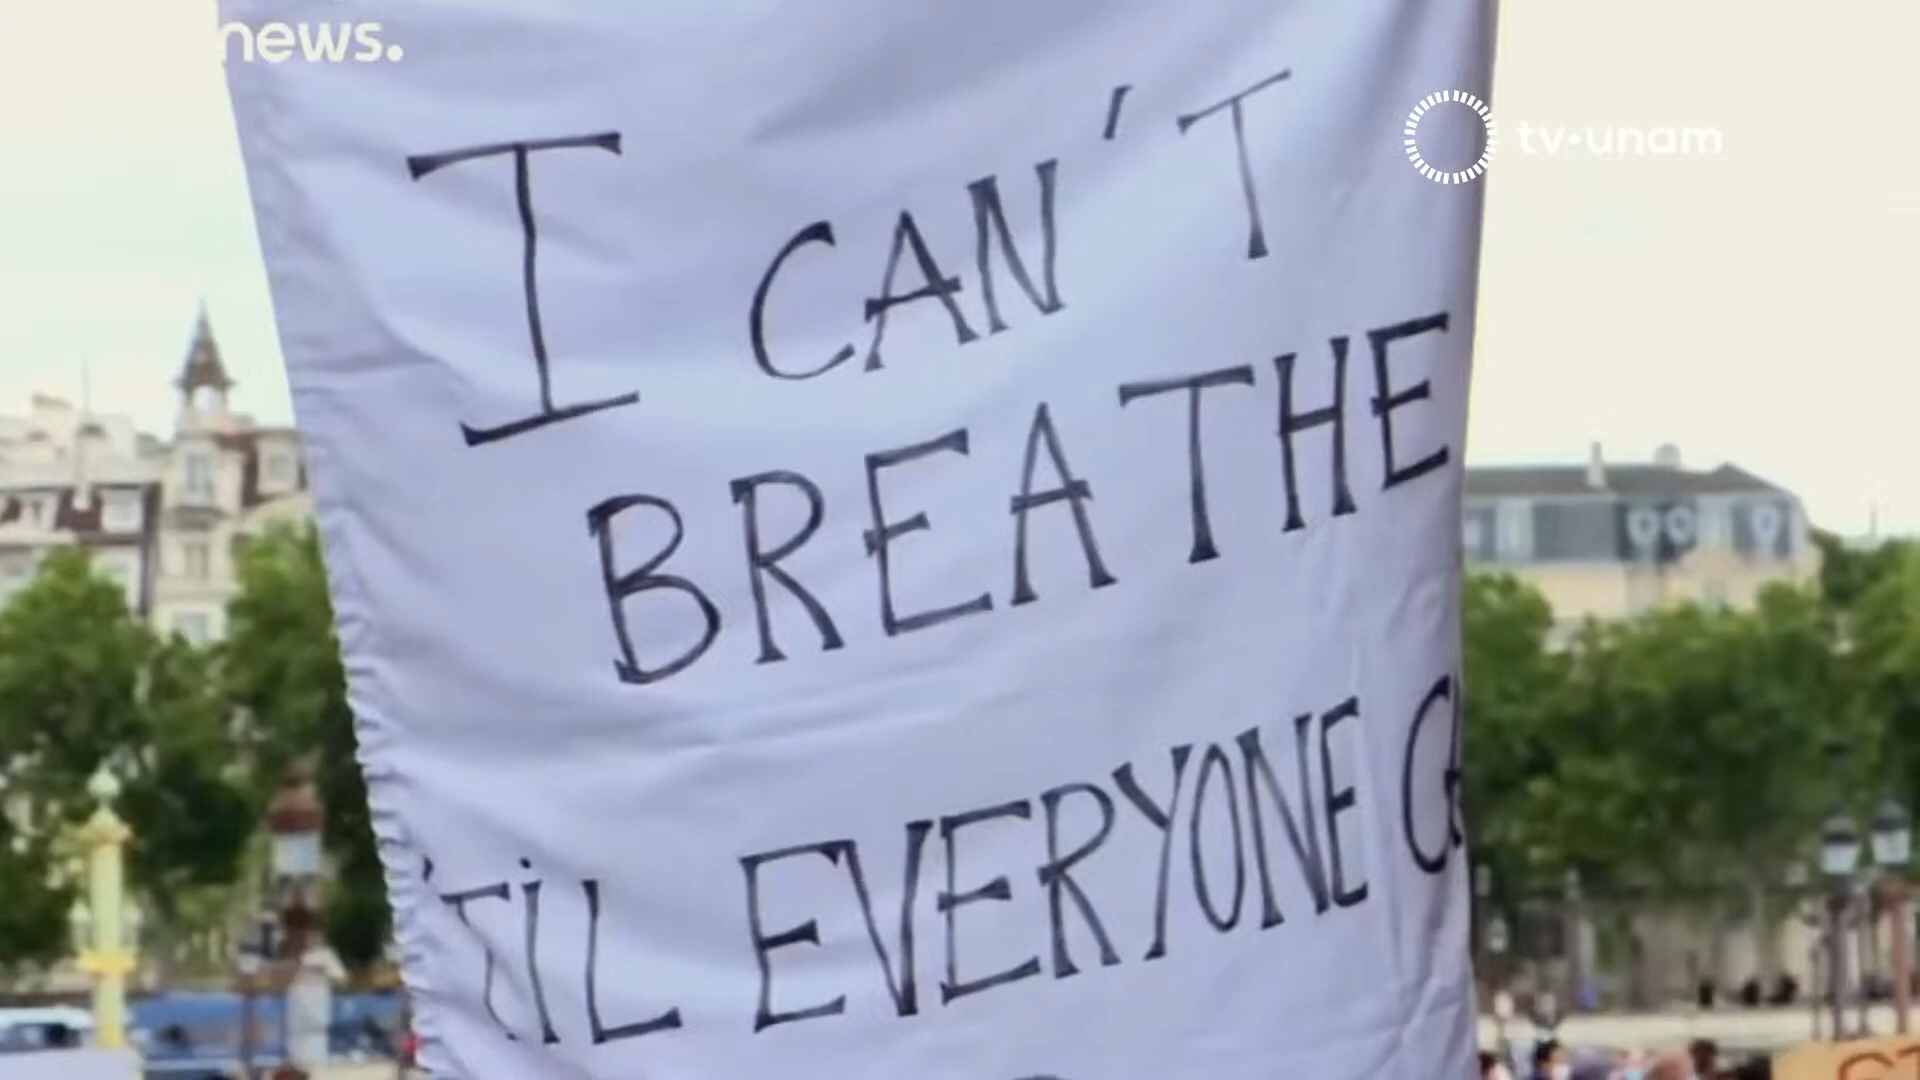 news.
tv•unam
I CAN'T
BREATHE
'TiL EVERYONE